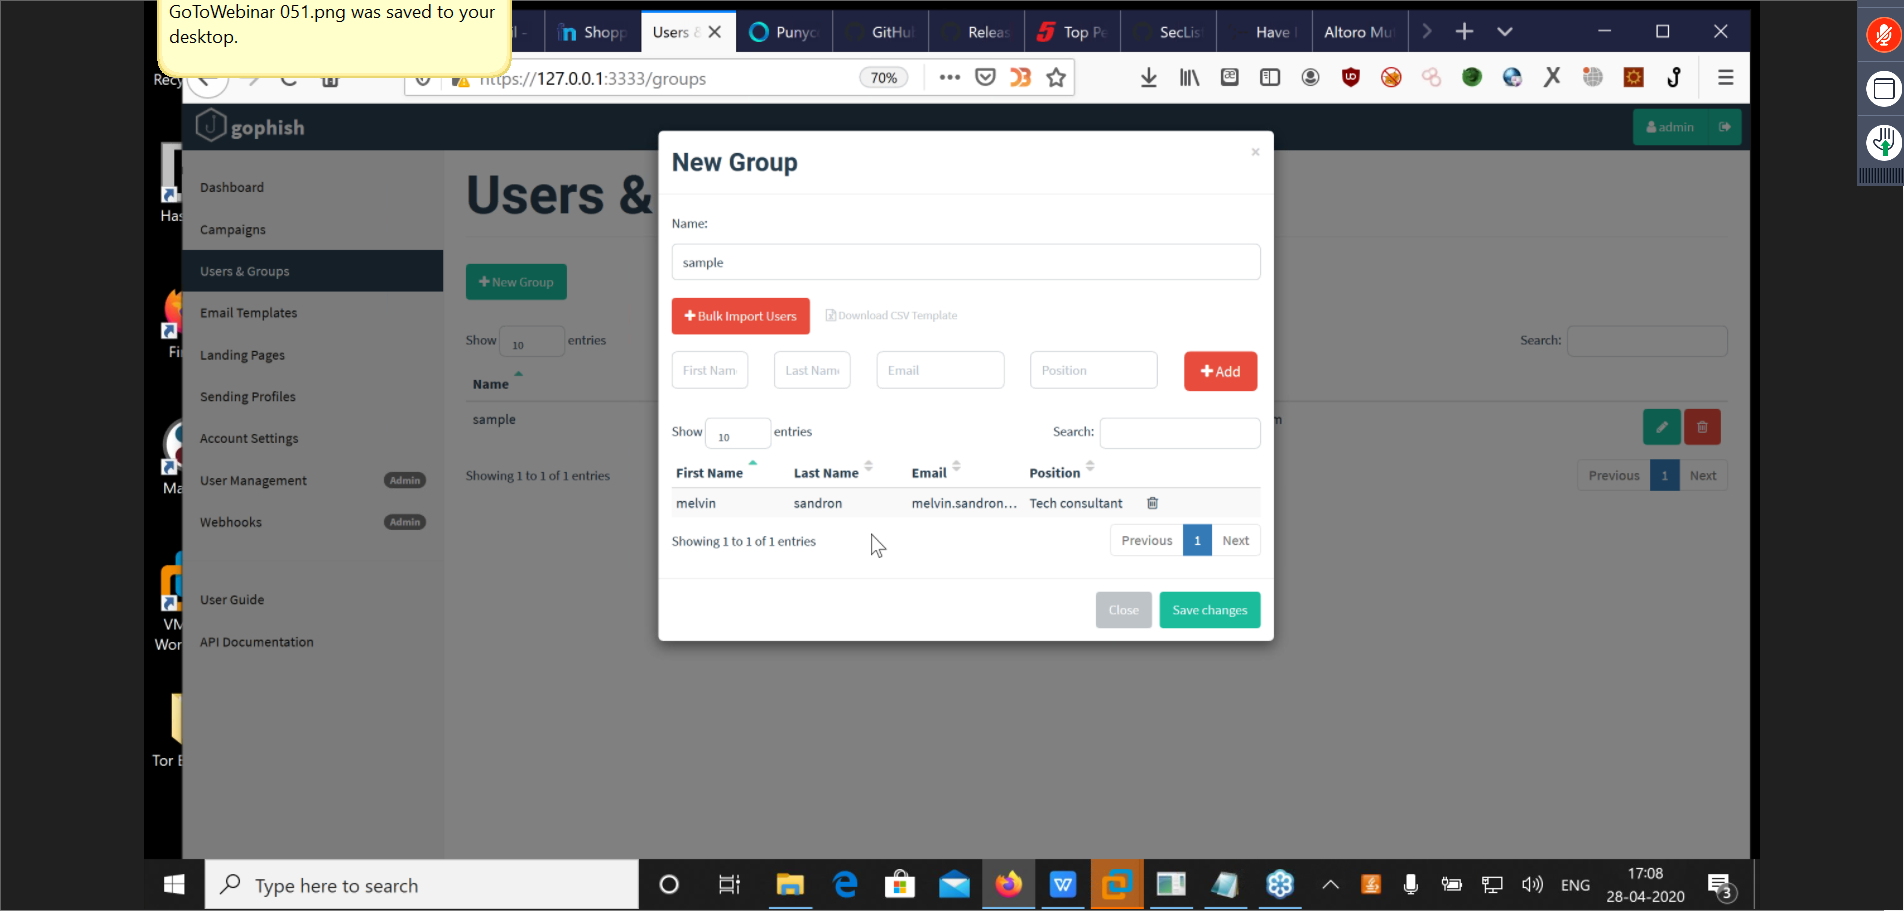 GoToWebinar 051.png was saved to your
desktop.
Shopp
Users &
Punyc
GitHu
Releas
Top Pe
SecLis
Have
Altoro Mu
https://127.0.0.1:3333/groups
70%
Recy
gophish
admin
Dashboard
Campaigns
Users & Groups
Email Templates
Landing Pages
Sending Profiles
Account Settings
User Management Admin
Webhooks Admin
User Guide
API Documentation
Has
Fi
Ma
VM
Wor
Tor B
Users &
New Group
Show 10 entries
Search:
Name
sample
m
Showing 1 to 1 of 1 entries
Previous 1 Next
New Group
×
Name:
sample
Bulk Import Users
Download CSV Template
First Nam
Last Name
Email
Position
Add
Show 10 entries
Search:
First Name Last Name Email Position
melvin sandron melvin.sandron... Tech consultant
Showing 1 to 1 of 1 entries
Previous 1 Next
Close
Save changes
Type here to search
ENG
17:08
28-04-2020
3